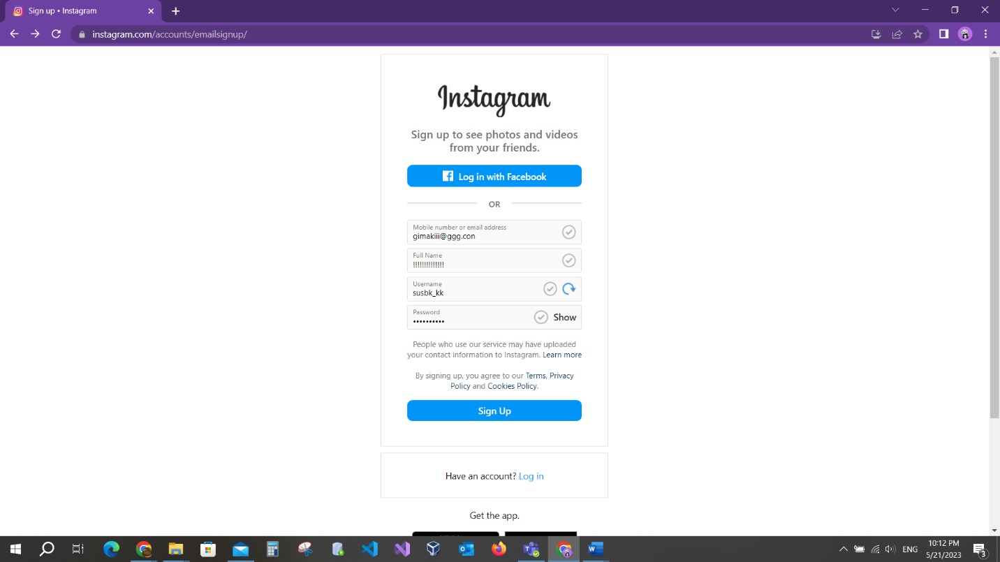 Sign up • Instagram
instagram.com/accounts/emailsignup/
Instagram
Sign up to see photos and videos
from your friends.
Log in with Facebook
OR
Mobile number or email address
gimakiii@ggg.con
Full Name
!!!!!!!!!!!!!!
Username
susbk_kk
Password
••••••••••
Show
People who use our service may have uploaded
your contact information to Instagram. Learn more
By signing up, you agree to our Terms, Privacy
Policy and Cookies Policy.
Sign Up
Have an account? Log in
Get the app.
ENG
10:12 PM
5/21/2023
3